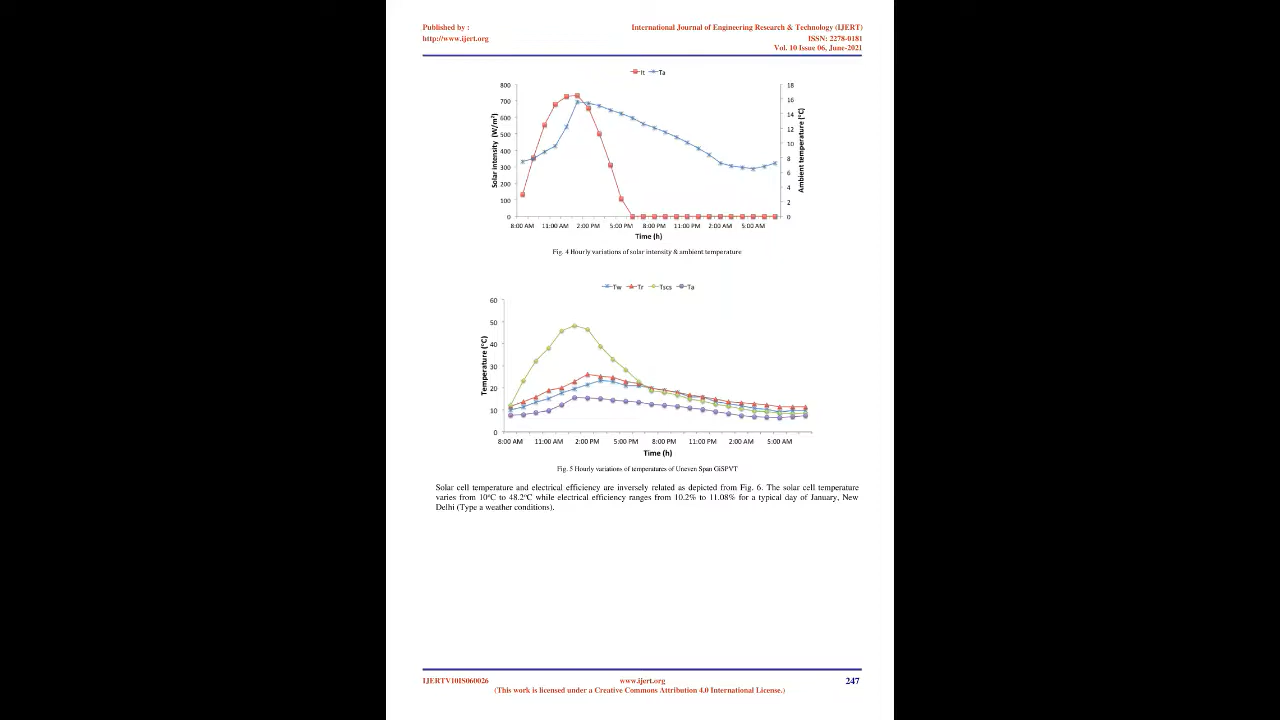 Published by :
International Journal of Engineering Research & Technology (IJERT)
http://www.ijert.org
ISSN: 2278-0181
Vol. 10 Issue 06, June-2021
It Ta
800
700
600
500
400
300
200
100
0
Solar intensity (W/m²)
18
16
14
12
10
8
6
4
2
0
Ambient temperature (°C)
8:00 AM 11:00 AM 2:00 PM 5:00 PM 8:00 PM 11:00 PM 2:00 AM 5:00 AM
Time (h)
Fig. 4 Hourly variations of solar intensity & ambient temperature
Tw Tr Tscs Ta
60
50
40
30
20
10
0
Temperature (°C)
8:00 AM 11:00 AM 2:00 PM 5:00 PM 8:00 PM 11:00 PM 2:00 AM 5:00 AM
Time (h)
Fig. 5 Hourly variations of temperatures of Uneven Span GiSPVT
Solar cell temperature and electrical efficiency are inversely related as depicted from Fig. 6. The solar cell temperature
varies from 10°C to 48.2°C while electrical efficiency ranges from 10.2% to 11.08% for a typical day of January, New
Delhi (Type a weather conditions).
IJERTV10IS060026
www.ijert.org
247
(This work is licensed under a Creative Commons Attribution 4.0 International License.)